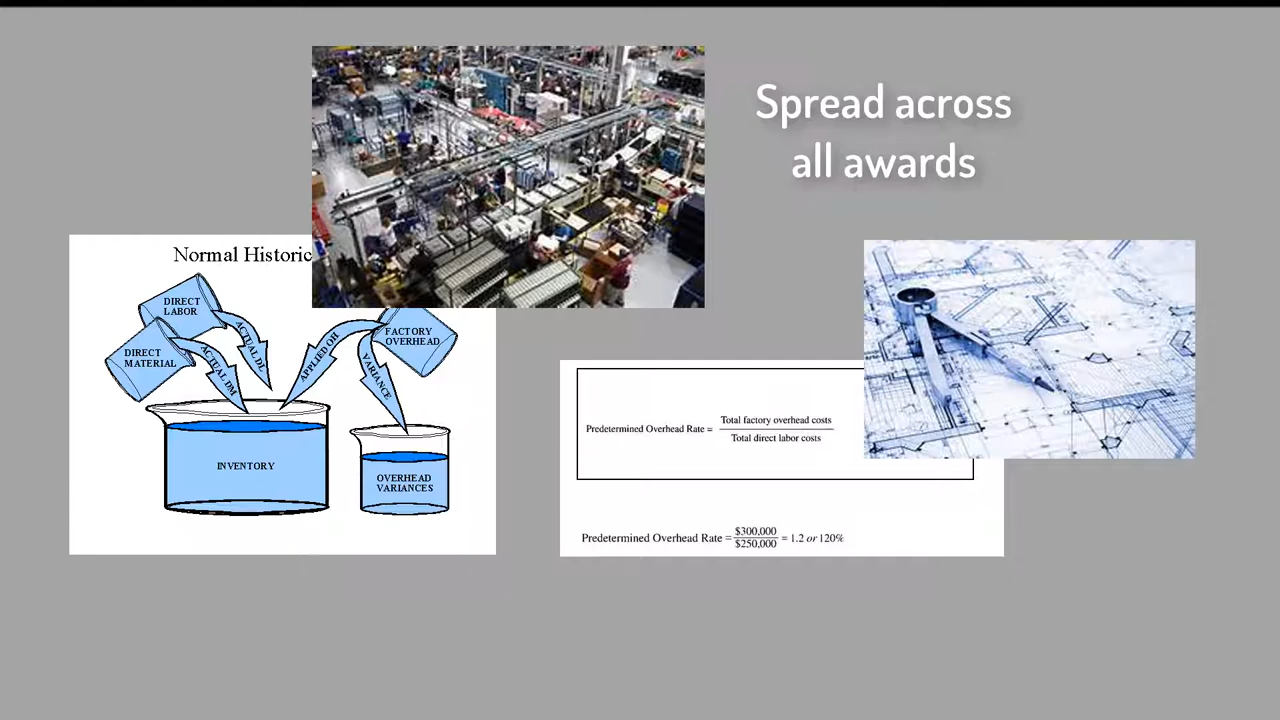 Spread across
all awards
Normal Historic
DIRECT
LABOR
DIRECT
MATERIAL
ACTUAL DL
ACTUAL DM
APPLIED OH
VARIANCE
FACTORY
OVERHEAD
INVENTORY
OVERHEAD
VARIANCES
Predetermined Overhead Rate =
Total factory overhead costs
Total direct labor costs
Predetermined Overhead Rate = $300,000
$250,000
= 1.2 or 120%